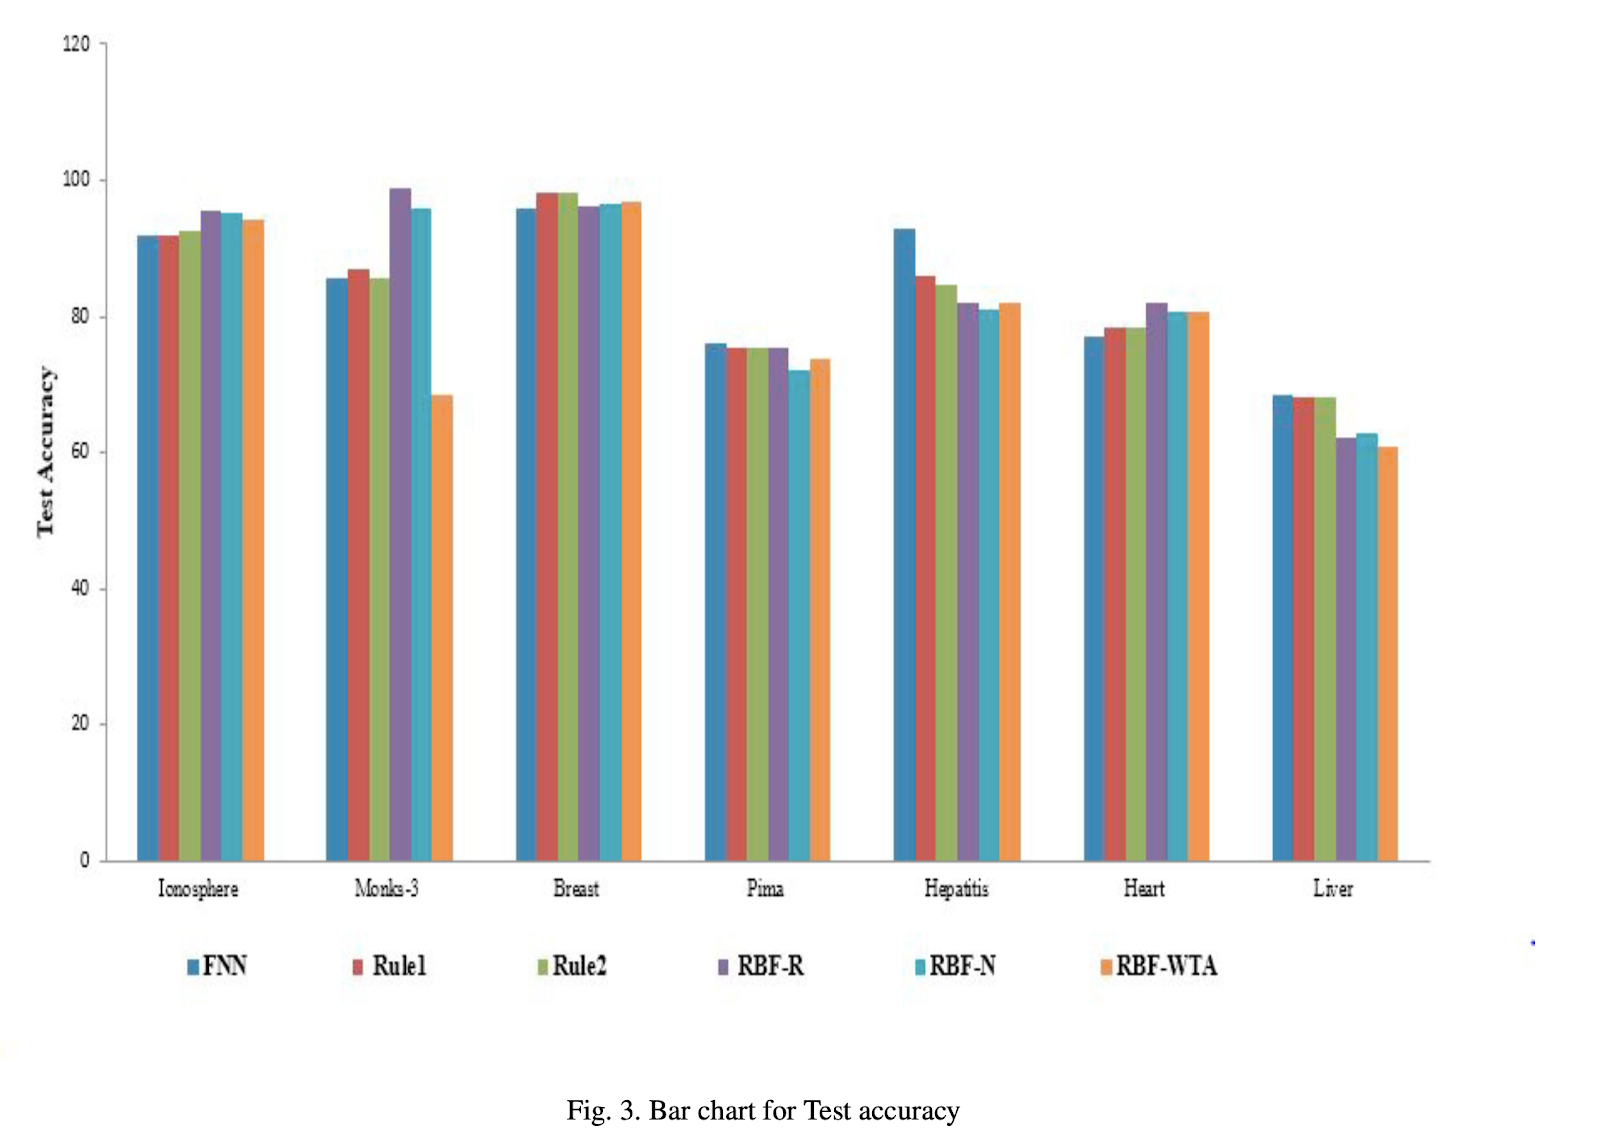 120
100
80
60
40
20
0
Test Accuracy
Ionosphere Monks-3 Breast Pima Hepatitis Heart Liver
FNN Rule1 Rule2 RBF-R RBF-N RBF-WTA
Fig. 3. Bar chart for Test accuracy